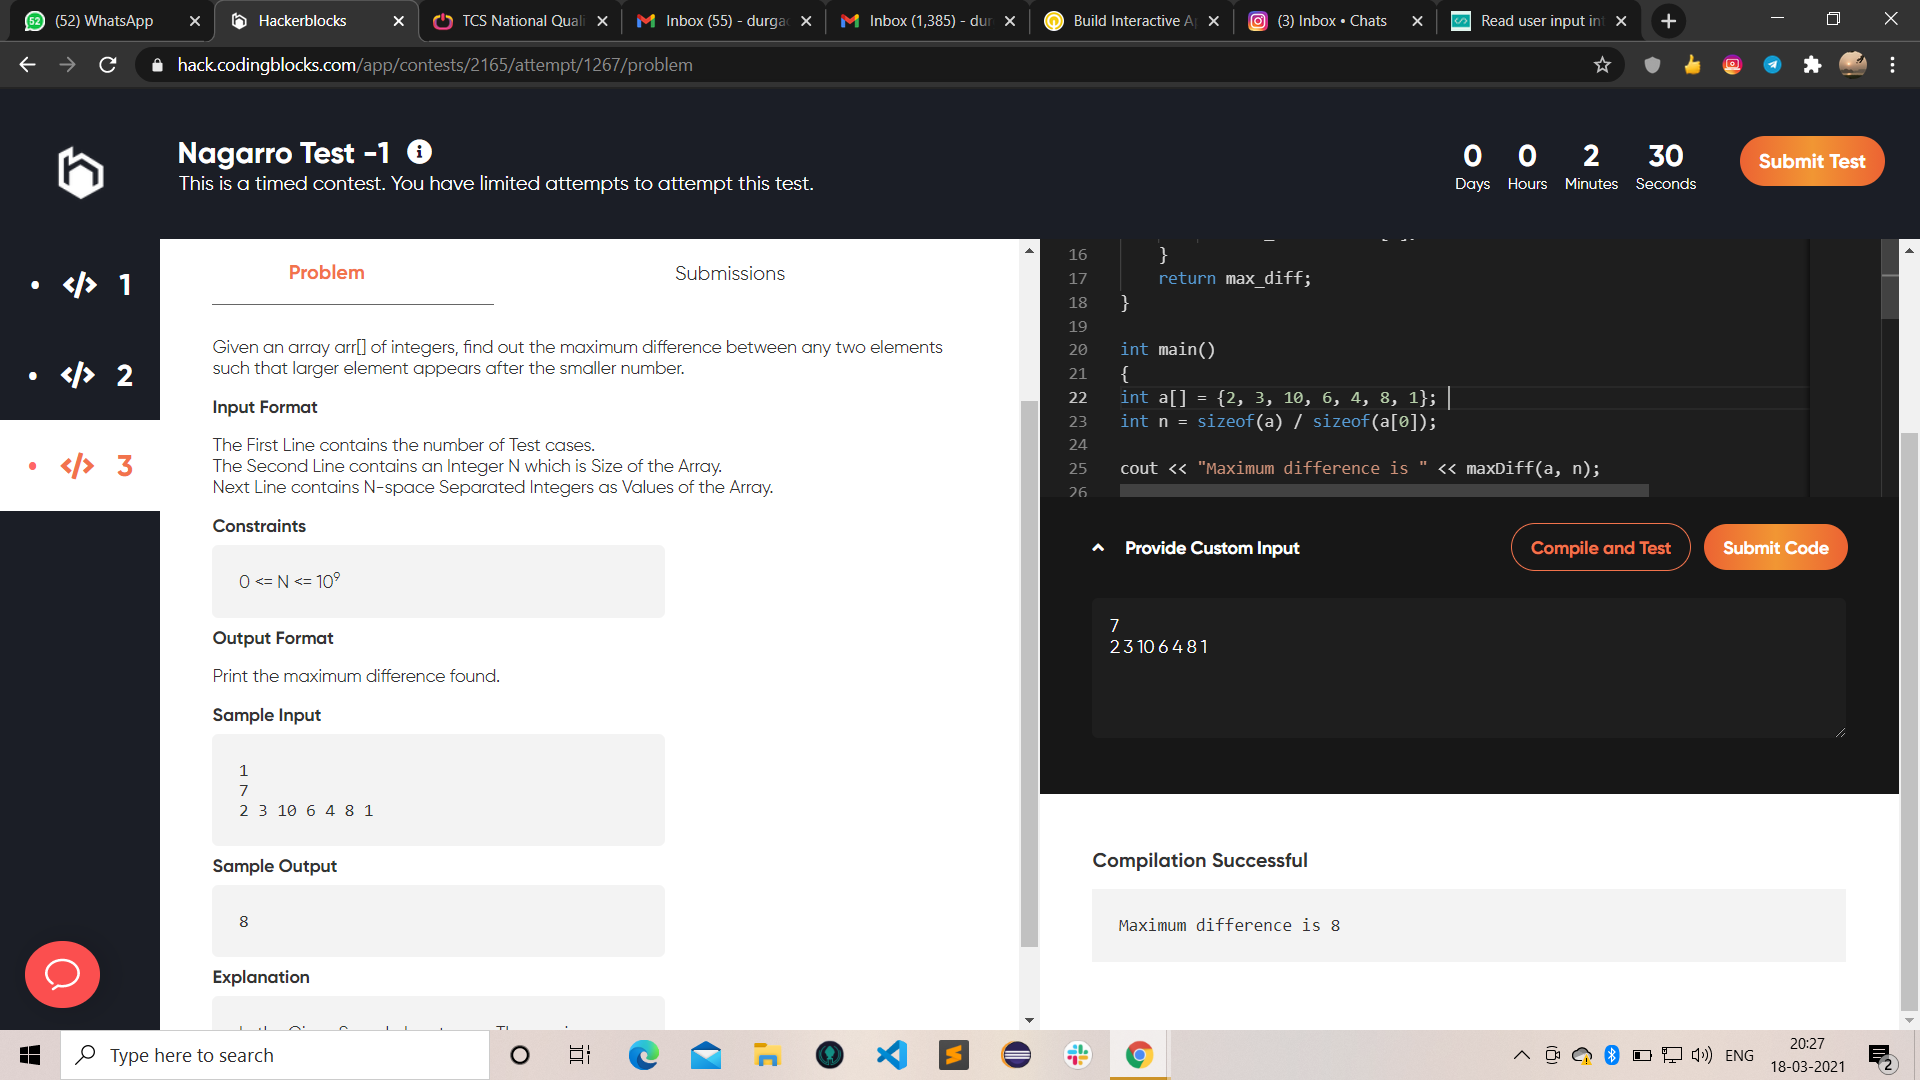 (52) WhatsApp
Hackerblocks
TCS National Quali
Inbox (55) - durga
Inbox (1,385) - dur
Build Interactive A
(3) Inbox • Chats
Read user input in
hack.codingblocks.com/app/contests/2165/attempt/1267/problem
Nagarro Test -1
This is a timed contest. You have limited attempts to attempt this test.
0 0 2 30
Days Hours Minutes Seconds
Submit Test
</> 1
</> 2
</> 3
Problem Submissions
Given an array arr[] of integers, find out the maximum difference between any two elements
such that larger element appears after the smaller number.
Input Format
The First Line contains the number of Test cases.
The Second Line contains an Integer N which is Size of the Array.
Next Line contains N-space Separated Integers as Values of the Array.
Constraints
0 <= N <= 10⁹
Output Format
Print the maximum difference found.
Sample Input
1
7
2 3 10 6 4 8 1
Sample Output
8
Explanation
16 }
17 return max_diff;
18 }
19
20 int main()
21 {
22 int a[] = {2, 3, 10, 6, 4, 8, 1};
23 int n = sizeof(a) / sizeof(a[0]);
24
25 cout << "Maximum difference is " << maxDiff(a, n);
26
Provide Custom Input
Compile and Test
Submit Code
7
2 3 10 6 4 8 1
Compilation Successful
Maximum difference is 8
Type here to search
ENG
20:27
18-03-2021
2